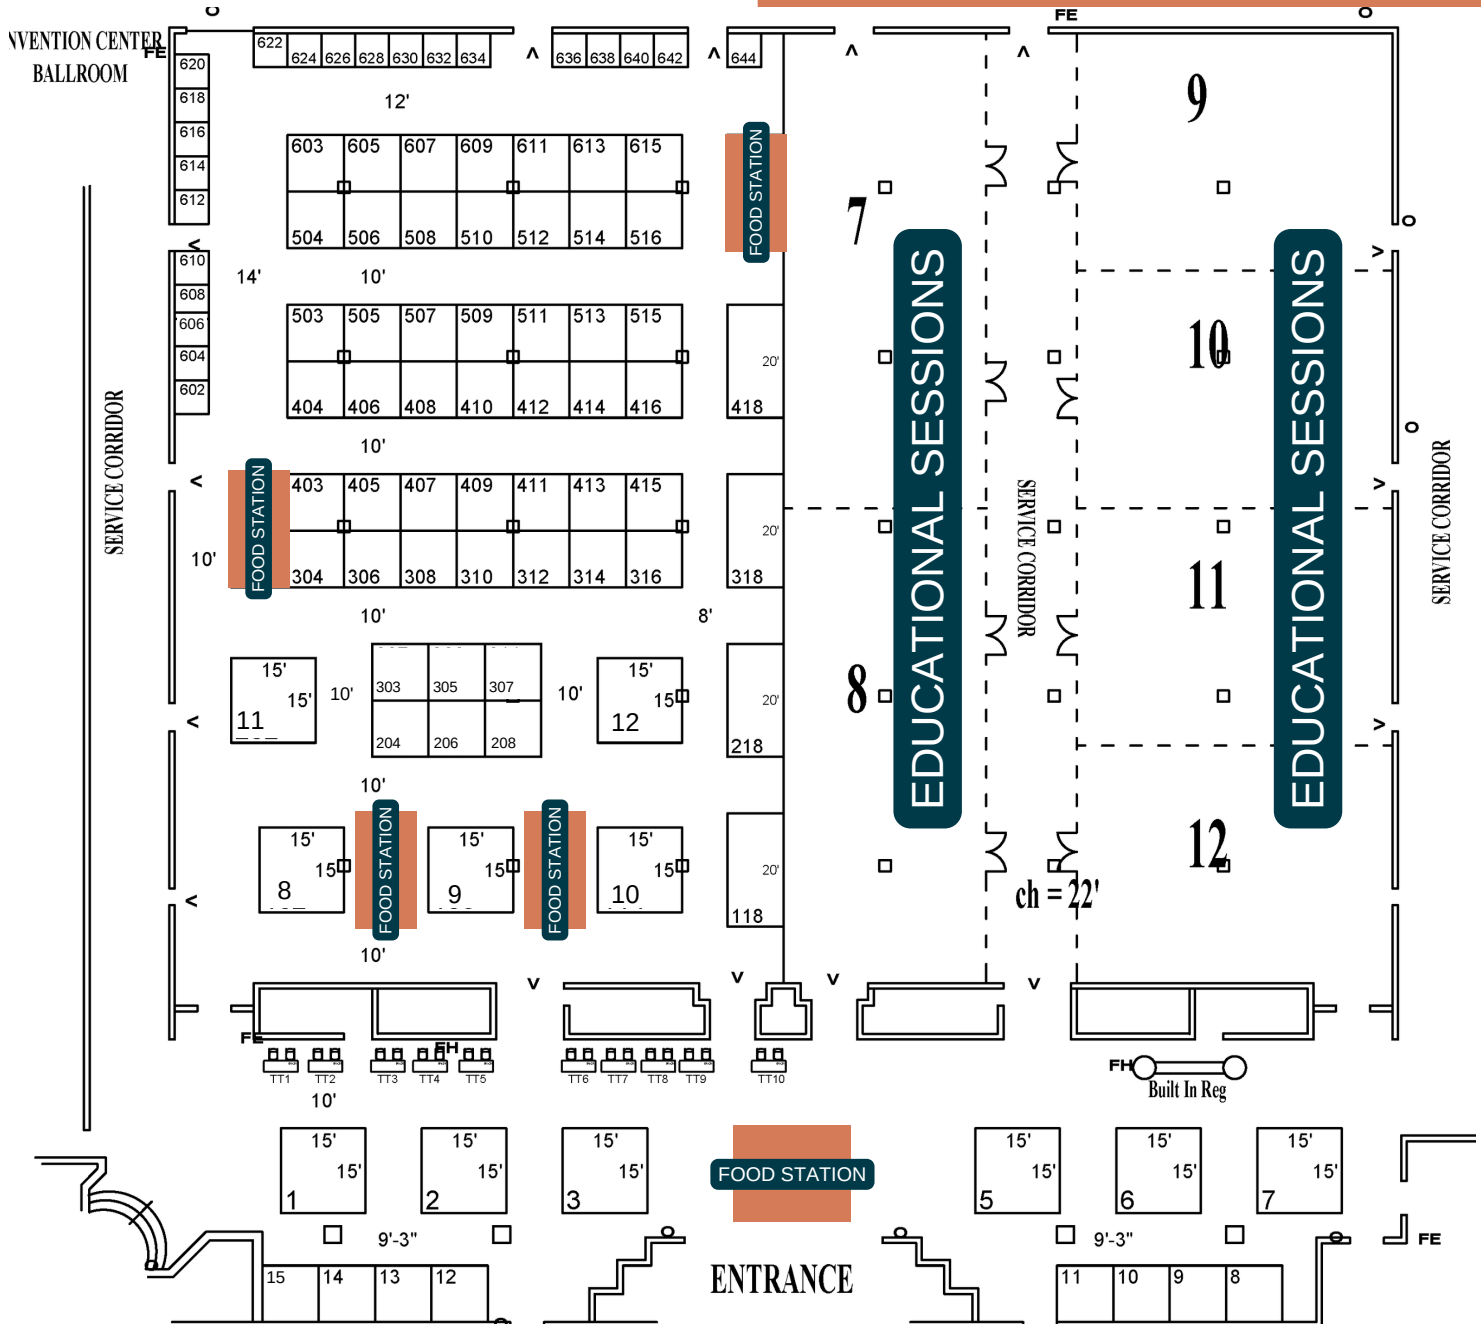 FE
NVENTION CENTER
BALLROOM
FE
622 624 626 628 630 632 634
636 638 640 642
644
620
618
616
614
612
610
608
606
604
602
12'
603 605 607 609 611 613 615
504 506 508 510 512 514 516
FOOD STATION
14'
10'
503 505 507 509 511 513 515
404 406 408 410 412 414 416
20'
418
10'
FOOD STATION
403 405 407 409 411 413 415
304 306 308 310 312 314 316
20'
318
10'
10'
8'
SERVICE CORRIDOR
15'
15'
11
10'
303 305 307
204 206 208
10'
15'
15'
12
20'
218
10'
15'
15'
8
FOOD STATION
15'
15'
9
FOOD STATION
15'
15'
10
20'
118
10'
7
8
EDUCATIONAL SESSIONS
SERVICE CORRIDOR
9
10
11
12
EDUCATIONAL SESSIONS
SERVICE CORRIDOR
ch = 22'
FE
FH
TT1 TT2 TT3 TT4 TT5 TT6 TT7 TT8 TT9 TT10
FH
Built In Reg
10'
15'
15'
1
15'
15'
2
15'
15'
3
FOOD STATION
15'
15'
5
15'
15'
6
15'
15'
7
9'-3"
9'-3"
FE
15 14 13 12
ENTRANCE
11 10 9 8